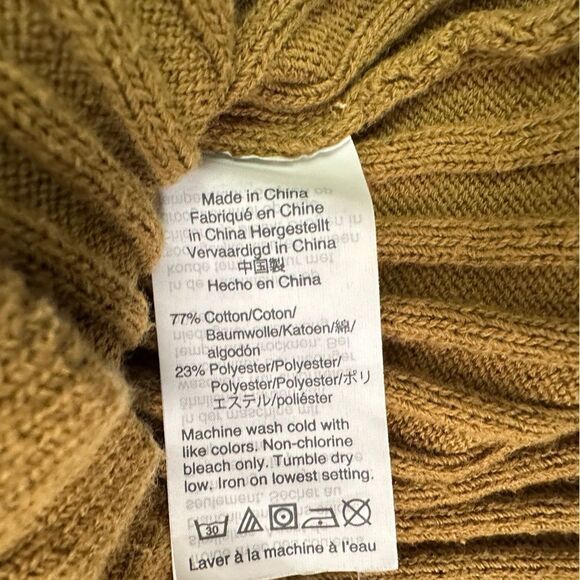 Made in China
Fabriqué en Chine
in China Hergestellt
Vervaardigd in China
中国製
Hecho en China
77% Cotton/Coton/
Baumwolle/Katoen/綿/
algodón
23% Polyester/Polyester/
Polyester/Polyester/ポリ
エステル/poliéster
Machine wash cold with
like colors. Non-chlorine
bleach only. Tumble dry
low. Iron on lowest setting.
30
Laver à la machine à l'eau